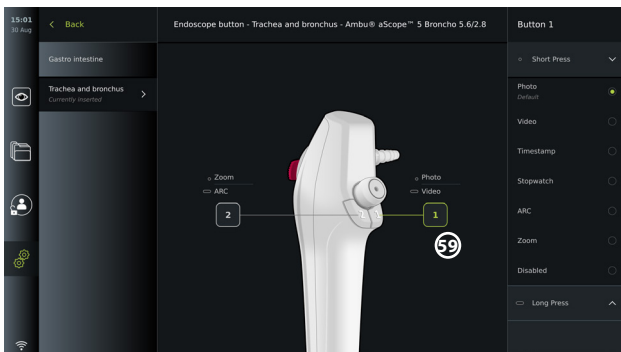 15:01
30 Aug
Back
Endoscope button - Trachea and bronchus - Ambu® aScope™ 5 Broncho 5.6/2.8
Button 1
Gastro intestine
Trachea and bronchus
Currently inserted
Short Press
Photo
Default
Video
Timestamp
Stopwatch
ARC
Zoom
Disabled
Long Press
Zoom
ARC
2
Photo
Video
1
2
1
59